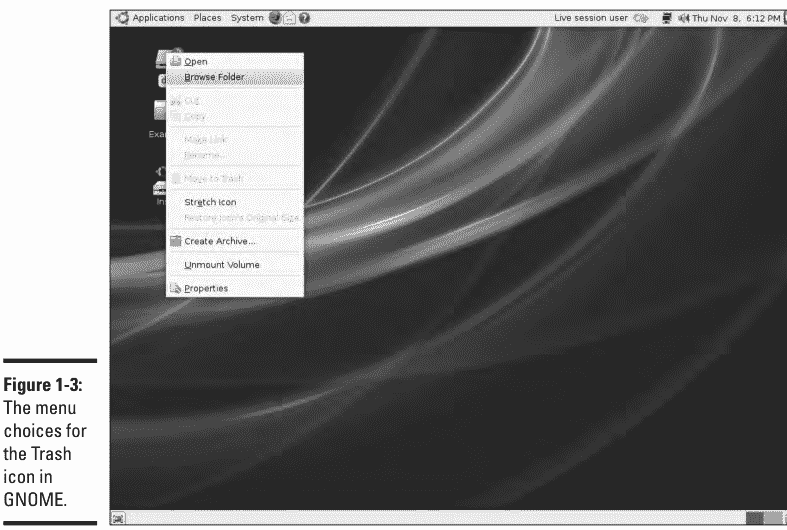 Applications Places System
Live session user
Thu Nov 8, 6:12 PM
Open
Browse Folder
Cut
Copy
Make Link
Rename...
Move to Trash
Stretch Icon
Restore Icon's Original Size
Create Archive...
Unmount Volume
Properties
Exa
Ins
Figure 1-3:
The menu
choices for
the Trash
icon in
GNOME.